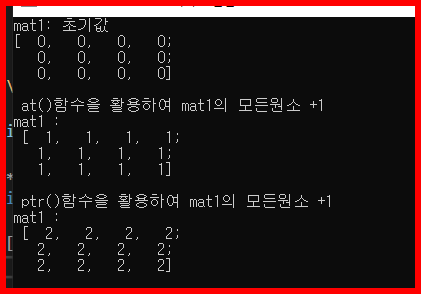 mat1: 초기값
[  0,   0,   0,   0;
   0,   0,   0,   0;
   0,   0,   0,   0]
at()함수을 활용하여 mat1의 모든원소 +1
mat1 :
[  1,   1,   1,   1;
   1,   1,   1,   1;
   1,   1,   1,   1]
ptr()함수을 활용하여 mat1의 모든원소 +1
mat1 :
[  2,   2,   2,   2;
   2,   2,   2,   2;
   2,   2,   2,   2]